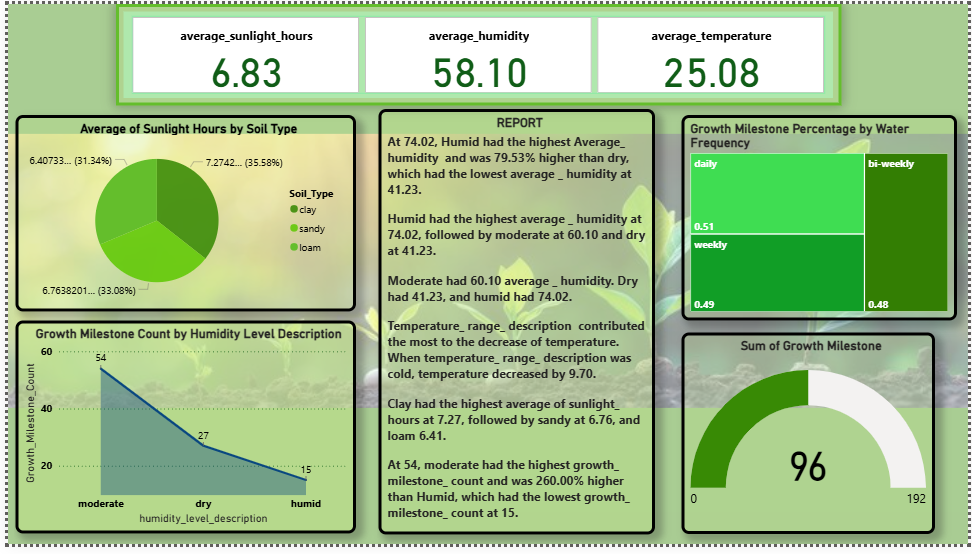 average_sunlight_hours
6.83
average_humidity
58.10
average_temperature
25.08
Average of Sunlight Hours by Soil Type
6.40733... (31.34%)
7.2742... (35.58%)
6.7638201... (33.08%)
Soil_Type
clay
sandy
loam
Growth Milestone Count by Humidity Level Description
Growth_Milestone_Count
60
40
20
54
27
15
moderate
dry
humid
humidity_level_description
REPORT
At 74.02, Humid had the highest Average_
humidity and was 79.53% higher than dry,
which had the lowest average _ humidity at
41.23.
Humid had the highest average _ humidity at
74.02, followed by moderate at 60.10 and dry
at 41.23.
Moderate had 60.10 average _ humidity. Dry
had 41.23, and humid had 74.02.
Temperature_ range_ description contributed
the most to the decrease of temperature.
When temperature_ range_ description was
cold, temperature decreased by 9.70.
Clay had the highest average of sunlight_
hours at 7.27, followed by sandy at 6.76, and
loam 6.41.
At 54, moderate had the highest growth_
milestone_ count and was 260.00% higher
than Humid, which had the lowest growth_
milestone_ count at 15.
Growth Milestone Percentage by Water
Frequency
daily
0.51
weekly
0.49
bi-weekly
0.48
Sum of Growth Milestone
96
0
192